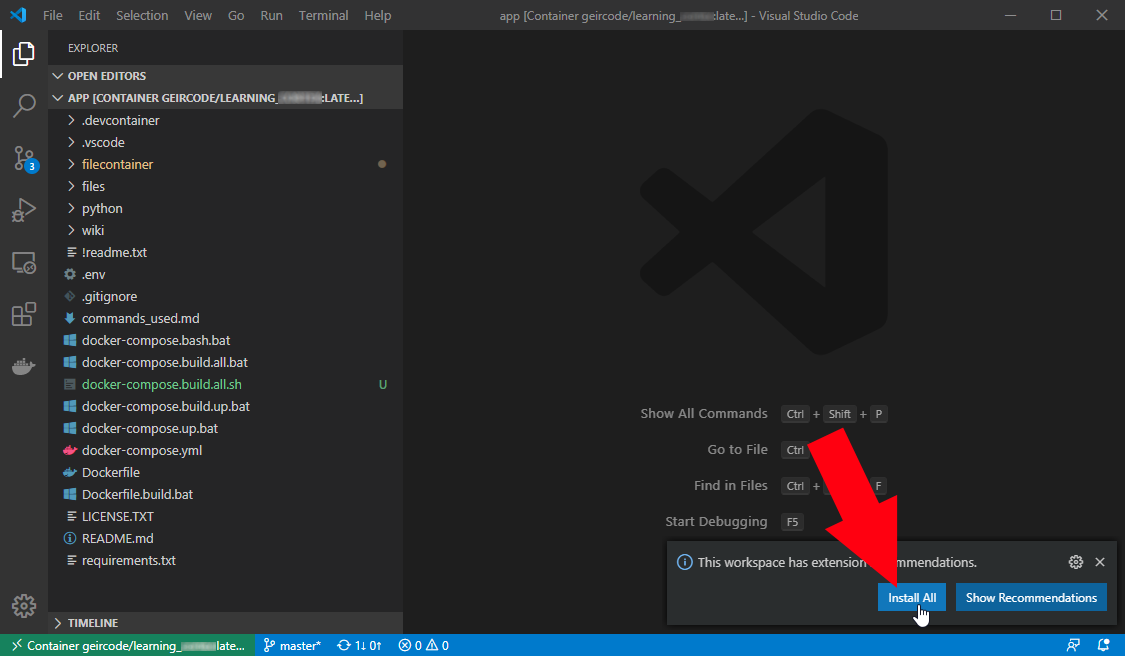 File Edit Selection View Go Run Terminal Help app [Container geircode/learning_ late...] - Visual Studio Code
EXPLORER
OPEN EDITORS
APP [CONTAINER GEIRCODE/LEARNING_ :LATE...]
.devcontainer
.vscode
filecontainer
files
python
wiki
!readme.txt
.env
.gitignore
commands_used.md
docker-compose.bash.bat
docker-compose.build.all.bat
docker-compose.build.all.sh U
docker-compose.build.up.bat
docker-compose.up.bat
docker-compose.yml
Dockerfile
Dockerfile.build.bat
LICENSE.TXT
README.md
requirements.txt
TIMELINE
3
Show All Commands Ctrl + Shift + P
Go to File Ctrl
Find in Files Ctrl + F
Start Debugging F5
This workspace has extension mmendations.
Install All Show Recommendations
Container geircode/learning_ late... master* 1↓ 0↑ 0 0